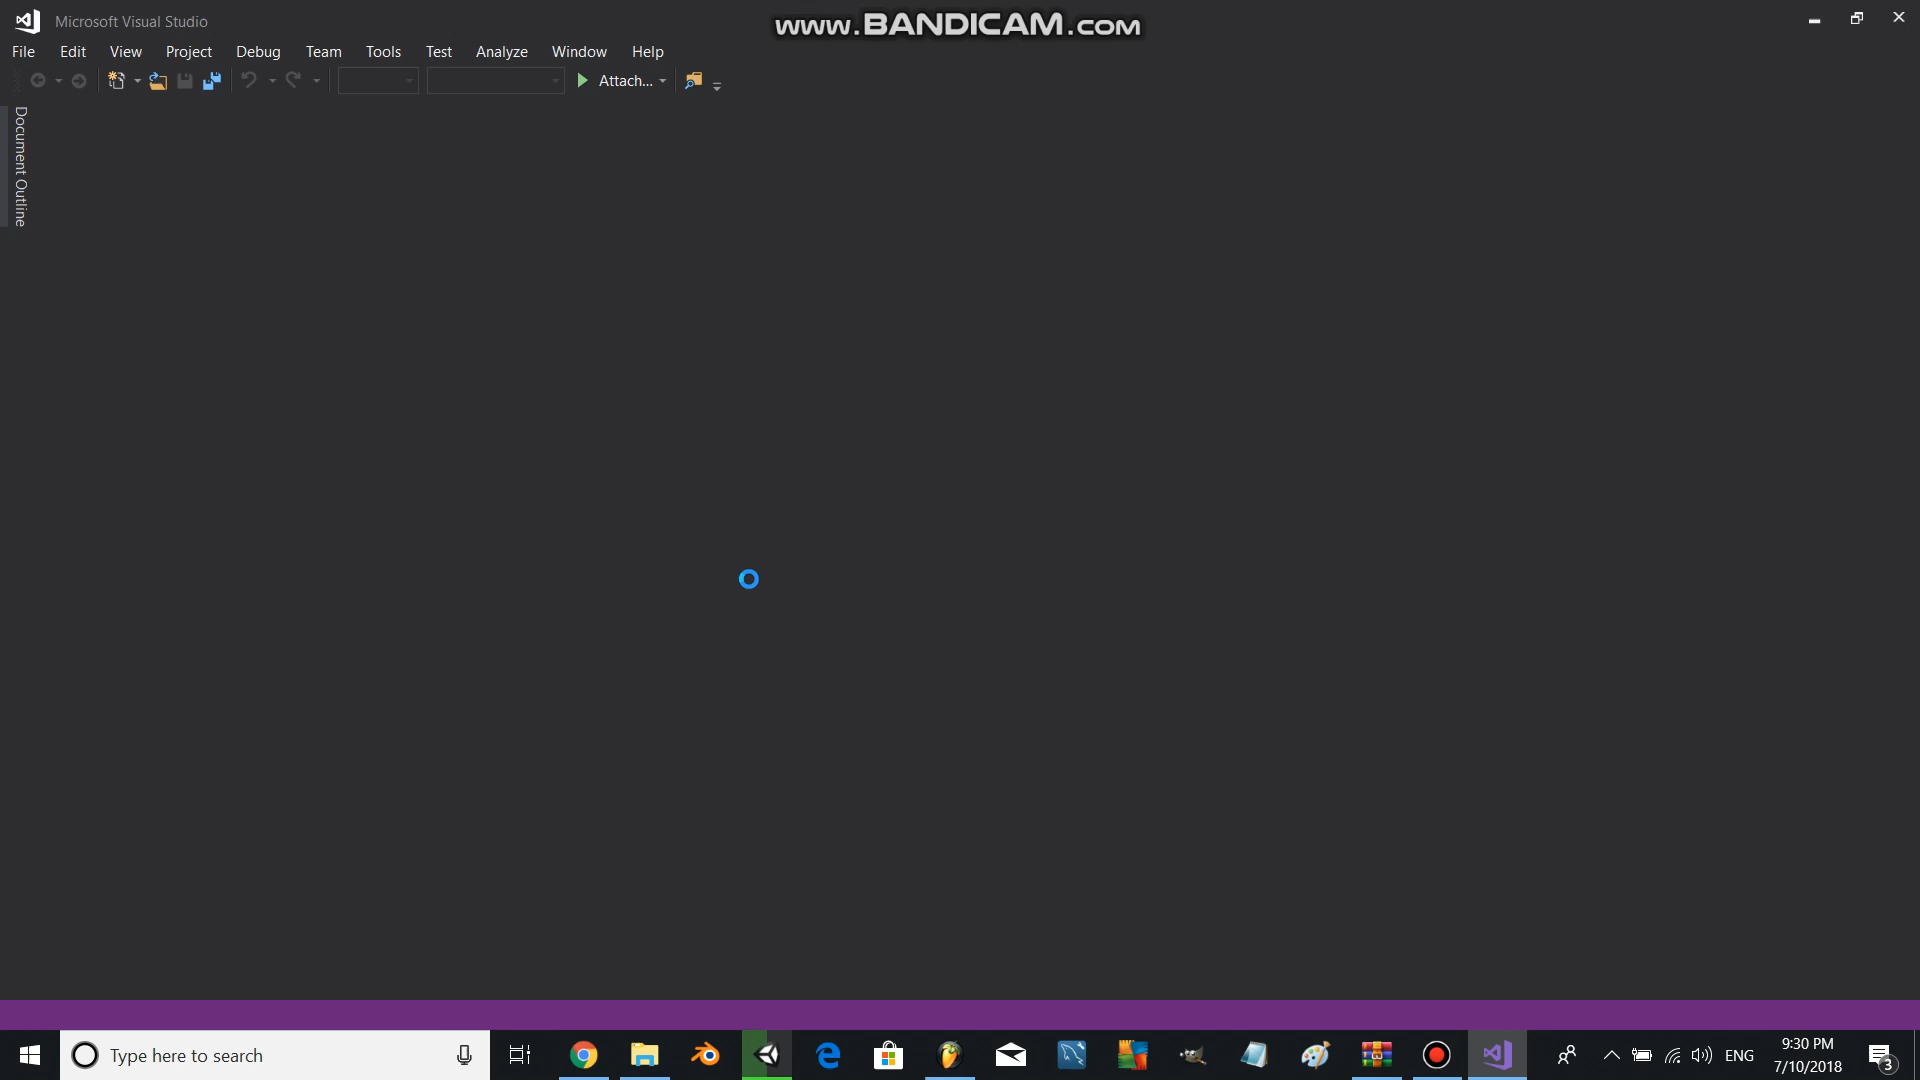 Microsoft Visual Studio
www.BANDICAM.com
File Edit View Project Debug Team Tools Test Analyze Window Help
Attach...
Document Outline
Type here to search
ENG
9:30 PM
7/10/2018
3